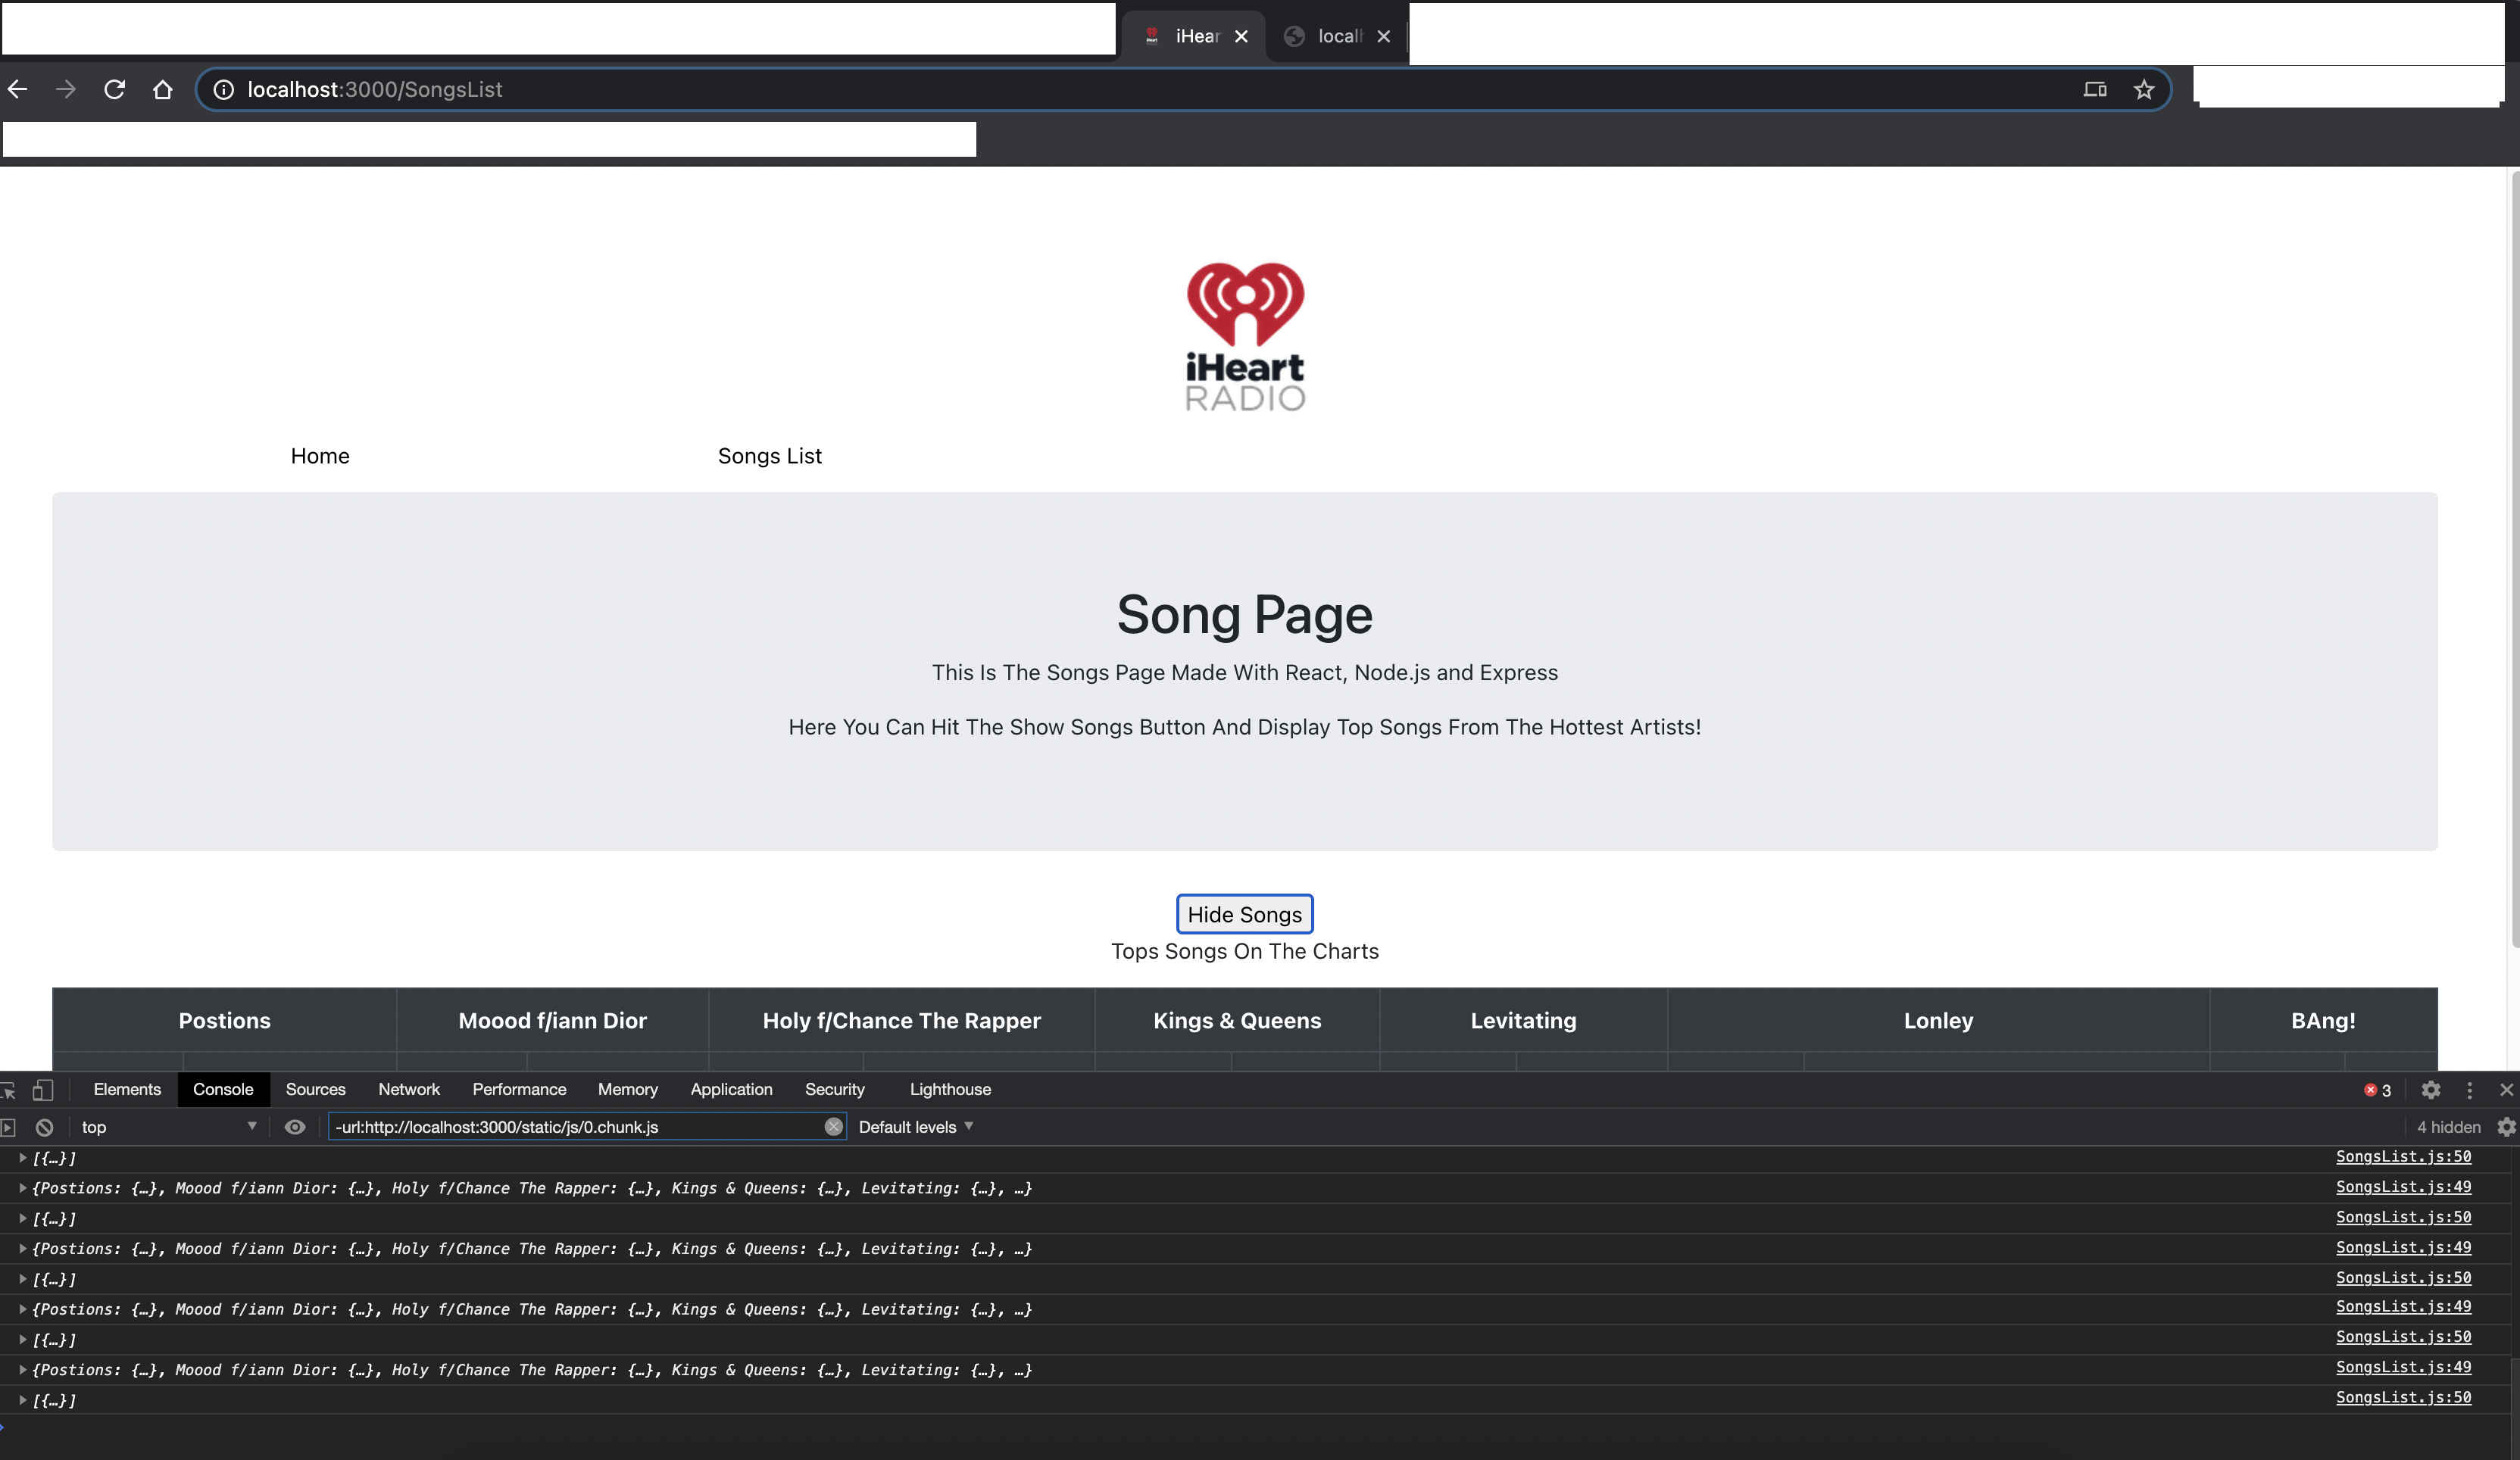 iHear
localh
localhost:3000/SongsList
iHeart
RADIO
Home Songs List
Song Page
This Is The Songs Page Made With React, Node.js and Express
Here You Can Hit The Show Songs Button And Display Top Songs From The Hottest Artists!
Hide Songs
Tops Songs On The Charts
Postions Moood f/iann Dior Holy f/Chance The Rapper Kings & Queens Levitating Lonley BAng!
Elements Console Sources Network Performance Memory Application Security Lighthouse 3
top -url:http://localhost:3000/static/js/0.chunk.js Default levels 4 hidden
[{…}] SongsList.js:50
{Postions: {…}, Moood f/iann Dior: {…}, Holy f/Chance The Rapper: {…}, Kings & Queens: {…}, Levitating: {…}, …} SongsList.js:49
[{…}] SongsList.js:50
{Postions: {…}, Moood f/iann Dior: {…}, Holy f/Chance The Rapper: {…}, Kings & Queens: {…}, Levitating: {…}, …} SongsList.js:49
[{…}] SongsList.js:50
{Postions: {…}, Moood f/iann Dior: {…}, Holy f/Chance The Rapper: {…}, Kings & Queens: {…}, Levitating: {…}, …} SongsList.js:49
[{…}] SongsList.js:50
{Postions: {…}, Moood f/iann Dior: {…}, Holy f/Chance The Rapper: {…}, Kings & Queens: {…}, Levitating: {…}, …} SongsList.js:49
[{…}] SongsList.js:50